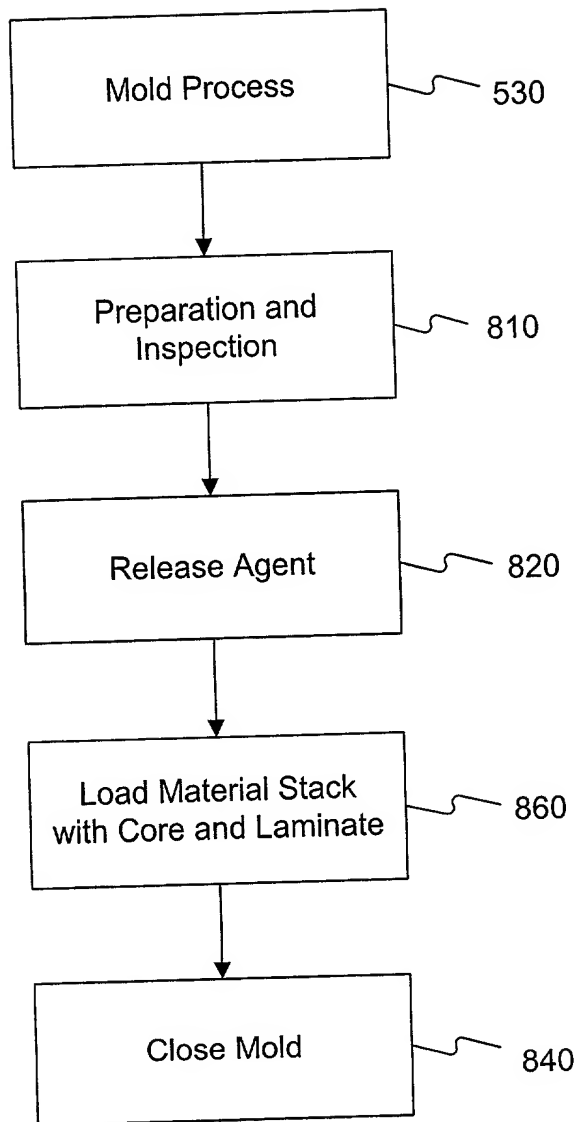 Mold Process
530
Preparation and
Inspection
810
Release Agent
820
Load Material Stack
with Core and Laminate
860
Close Mold
840